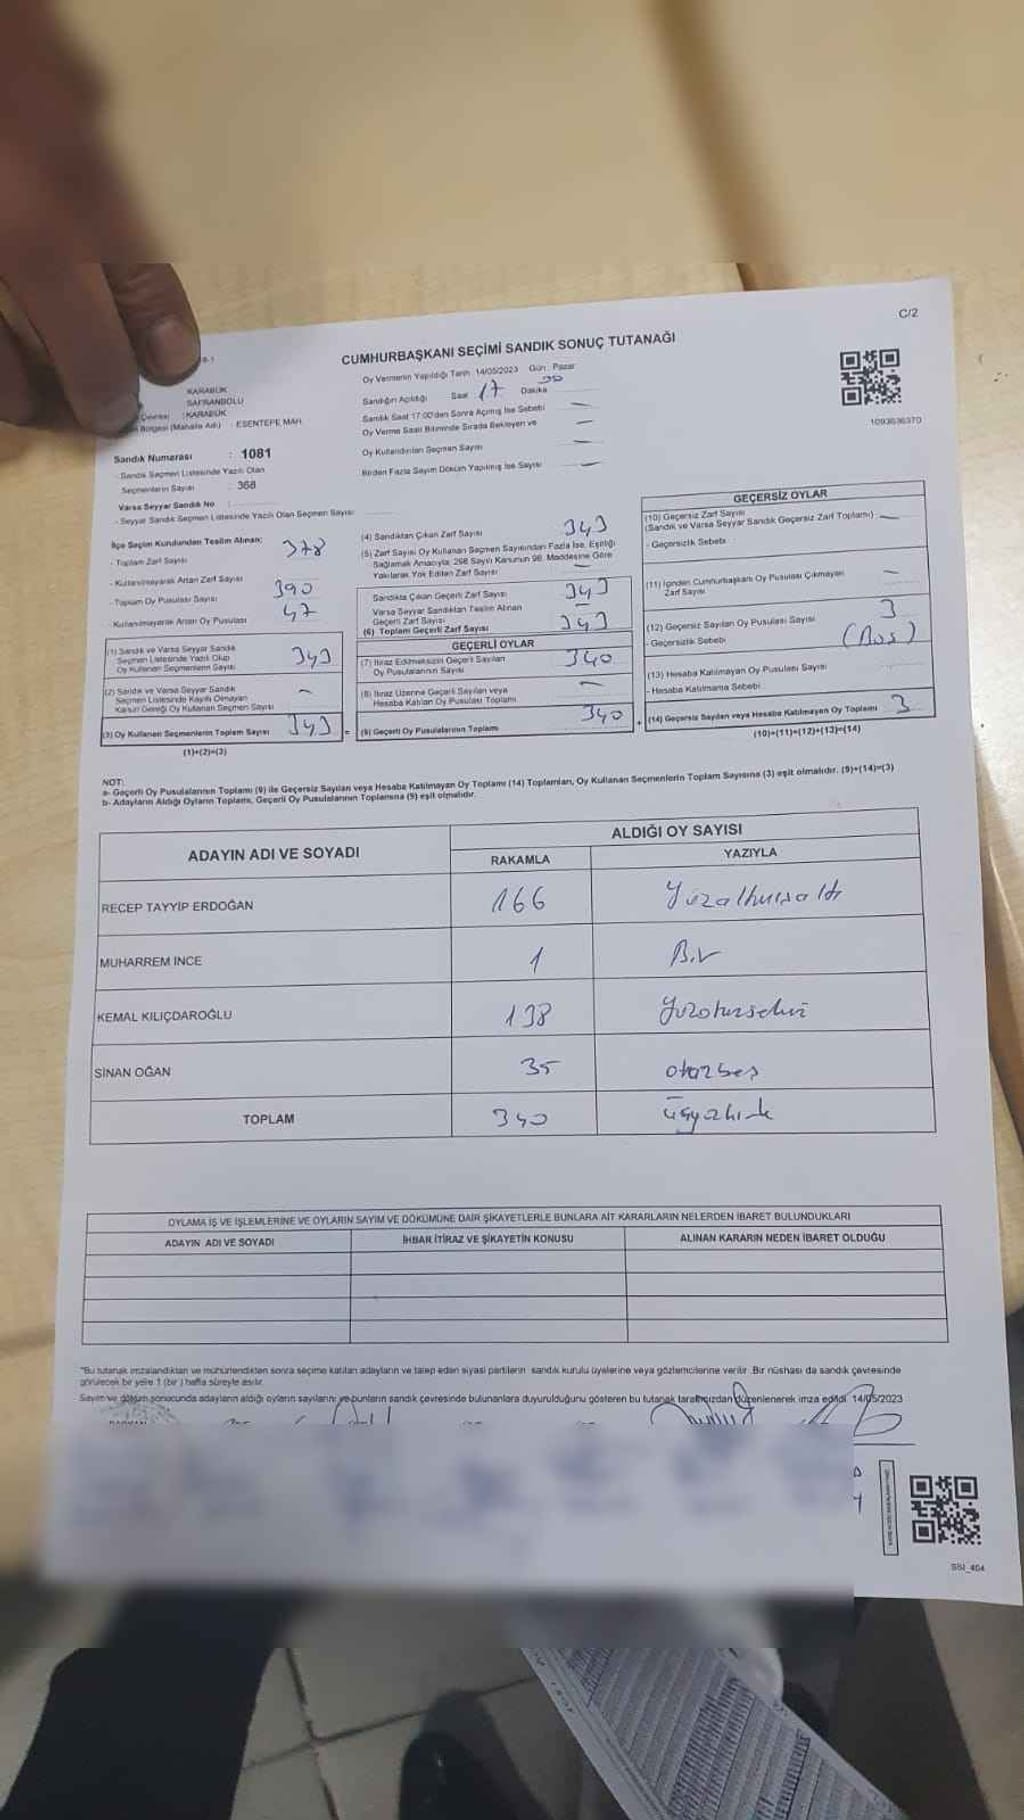 C/2
CUMHURBAŞKANI SEÇİMİ SANDIK SONUÇ TUTANAĞI
KARABÜK
SAFRANBOLU
Çevresi : KARABÜK
Bölgesi (Mahalle Adı) : ESENTEPE MAH.
Sandık Numarası : 1081
- Sandık Seçmen Listesinde Yazılı Olan
Seçmenlerin Sayısı : 368
Varsa Seyyar Sandık No :
- Seyyar Sandık Seçmen Listesinde Yazılı Olan Seçmen Sayısı
Oy Vermenin Yapıldığı Tarih 14/05/2023 Gün Pazar
Sandığın Açıldığı Saat 17 Dakika
Sandık Saat 17:00'den Sonra Açılmış İse Sebebi —
Oy Verme Saati Bitiminde Sırada Bekleyen ve —
Oy Kullandırılan Seçmen Sayısı —
Birden Fazla Sayım Döküm Yapılmış İse Sayısı —
1093636370
İlçe Seçim Kurulundan Teslim Alınan;
- Toplam Zarf Sayısı 378
- Kullanılmayarak Artan Zarf Sayısı
- Toplam Oy Pusulası Sayısı 390
- Kullanılmayarak Artan Oy Pusulası 47
(1) Sandık ve Varsa Seyyar Sandık
Seçmen Listesinde Yazılı Olup
Oy Kullanan Seçmenlerin Sayısı 343
(2) Sandık ve Varsa Seyyar Sandık
Seçmen Listesinde Kayıtlı Olmayan
Kanun Gereği Oy Kullanan Seçmen Sayısı —
(3) Oy Kullanan Seçmenlerin Toplam Sayısı 343 =
(1)+(2)=(3)
(4) Sandıktan Çıkan Zarf Sayısı 343
(5) Zarf Sayısı Oy Kullanan Seçmen Sayısından Fazla İse, Eşitliği
Sağlamak Amacıyla, 298 Sayılı Kanunun 98. Maddesine Göre
Yakılarak Yok Edilen Zarf Sayısı —
Sandıkta Çıkan Geçerli Zarf Sayısı 343
Varsa Seyyar Sandıktan Teslim Alınan
Geçerli Zarf Sayısı —
(6) Toplam Geçerli Zarf Sayısı 343
GEÇERLİ OYLAR
(7) İtiraz Edilmeksizin Geçerli Sayılan
Oy Pusulalarının Sayısı 340
(8) İtiraz Üzerine Geçerli Sayılan veya
Hesaba Katılan Oy Pusulası Toplamı —
(9) Geçerli Oy Pusulalarının Toplamı 340 +
GEÇERSİZ OYLAR
(10) Geçersiz Zarf Sayısı
(Sandık ve Varsa Seyyar Sandık Geçersiz Zarf Toplamı) —
- Geçersizlik Sebebi
(11) İçinden Cumhurbaşkanı Oy Pusulası Çıkmayan
Zarf Sayısı —
(12) Geçersiz Sayılan Oy Pusulası Sayısı 3
- Geçersizlik Sebebi (Boş)
(13) Hesaba Katılmayan Oy Pusulası Sayısı
- Hesaba Katılmama Sebebi
(14) Geçersiz Sayılan veya Hesaba Katılmayan Oy Toplamı 3
(10)+(11)+(12)+(13)=(14)
NOT:
a- Geçerli Oy Pusulalarının Toplamı (9) ile Geçersiz Sayılan veya Hesaba Katılmayan Oy Toplamı (14) Toplamları, Oy Kullanan Seçmenlerin Toplam Sayısına (3) eşit olmalıdır. (9)+(14)=(3)
b- Adayların Aldığı Oyların Toplamı, Geçerli Oy Pusulalarının Toplamına (9) eşit olmalıdır.
ADAYIN ADI VE SOYADI ALDIĞI OY SAYISI
RAKAMLA YAZIYLA
RECEP TAYYİP ERDOĞAN 166 Yüzaltmışaltı
MUHARREM İNCE 1 Bir
KEMAL KILIÇDAROĞLU 138 Yüzotuzsekiz
SİNAN OĞAN 35 otuzbeş
TOPLAM 340 üçyüzkırk
OYLAMA İŞ VE İŞLEMLERİNE VE OYLARIN SAYIM VE DÖKÜMÜNE DAİR ŞİKAYETLERLE BUNLARA AİT KARARLARIN NELERDEN İBARET BULUNDUKLARI
ADAYIN ADI VE SOYADI İHBAR İTİRAZ VE ŞİKAYETİN KONUSU ALINAN KARARIN NEDEN İBARET OLDUĞU
"Bu tutanak imzalandıktan ve mühürlendikten sonra seçime katılan adayların ve talep eden siyasi partilerin sandık kurulu üyelerine veya gözlemcilerine verilir. Bir nüshası da sandık çevresinde
görülecek bir yere 1 (bir) hafta süreyle asılır.
Sayım ve döküm sonucunda adayların aldığı oyların sayılarını ve bunların sandık çevresinde bulunanlara duyurulduğunu gösteren bu tutanak tarafımızdan düzenlenerek imza edildi. 14/05/2023
SSI_404